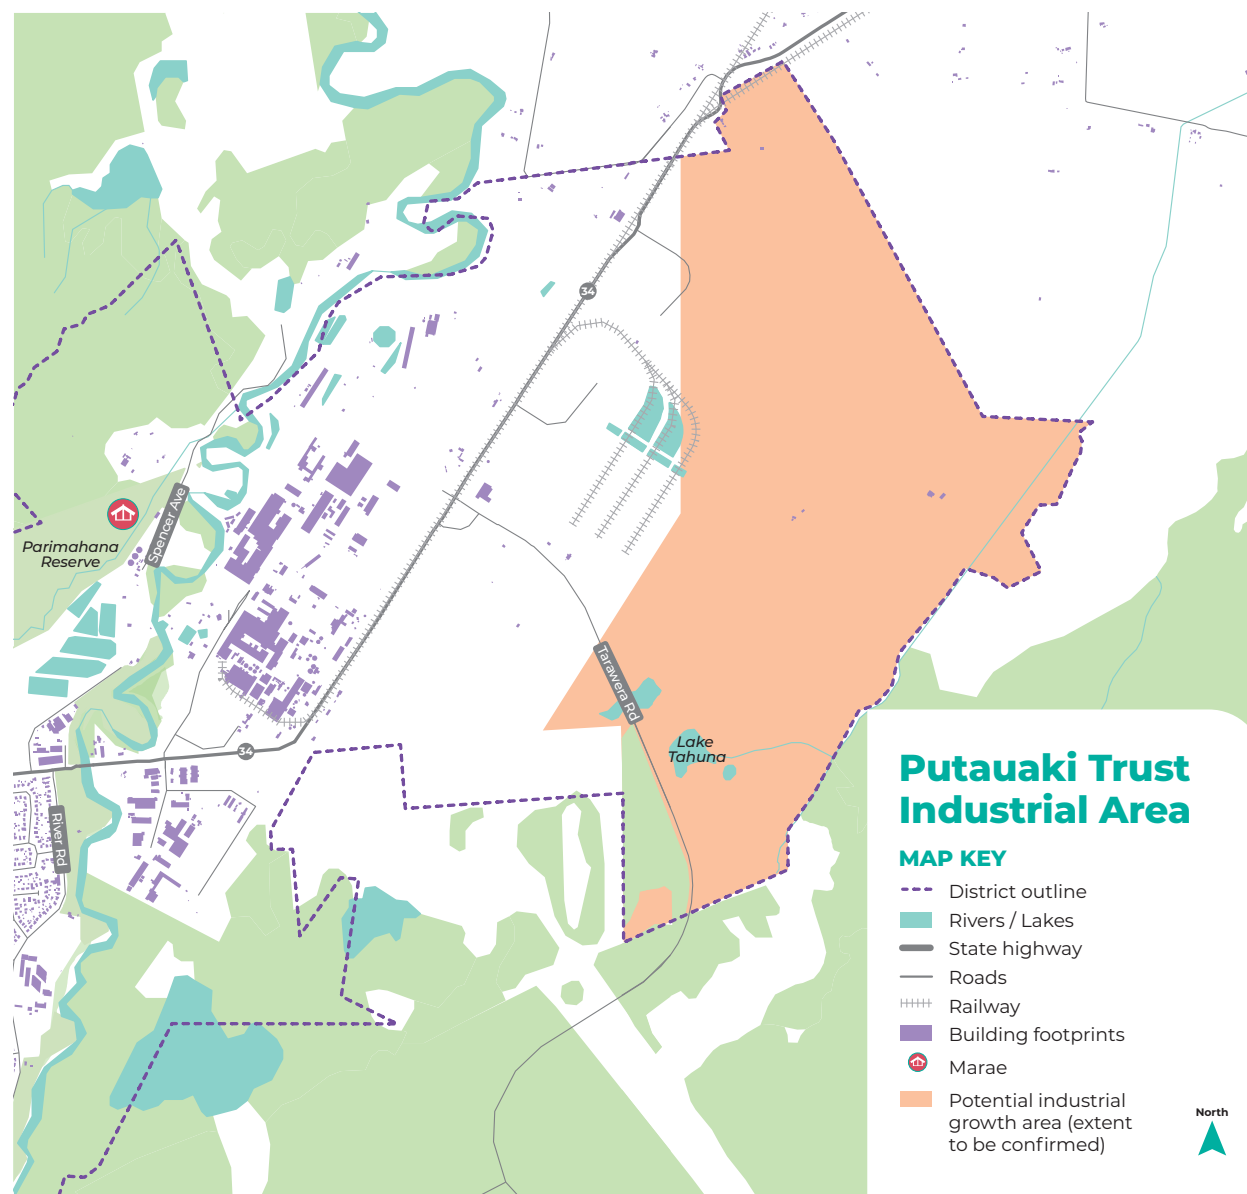 34
Spencer Ave
Parimahana
Reserve
Tarawera Rd
Lake
Tahuna
34
River Rd
Putauaki Trust
Industrial Area
MAP KEY
District outline
Rivers / Lakes
State highway
Roads
Railway
Building footprints
Marae
Potential industrial
growth area (extent
to be confirmed)
North